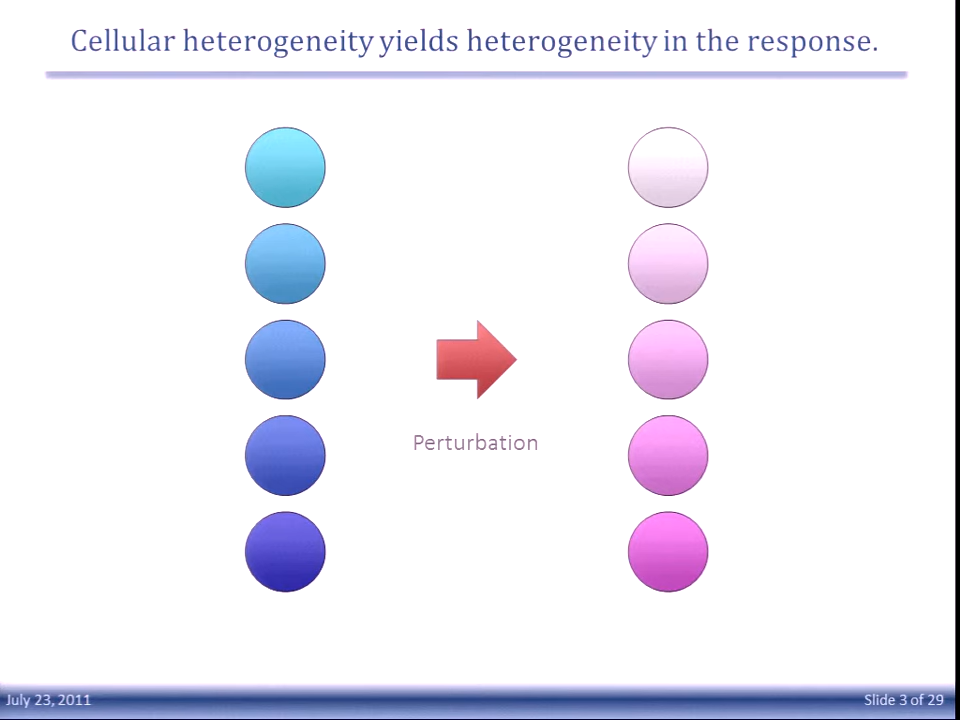 Cellular heterogeneity yields heterogeneity in the response.
Perturbation
July 23, 2011
Slide 3 of 29